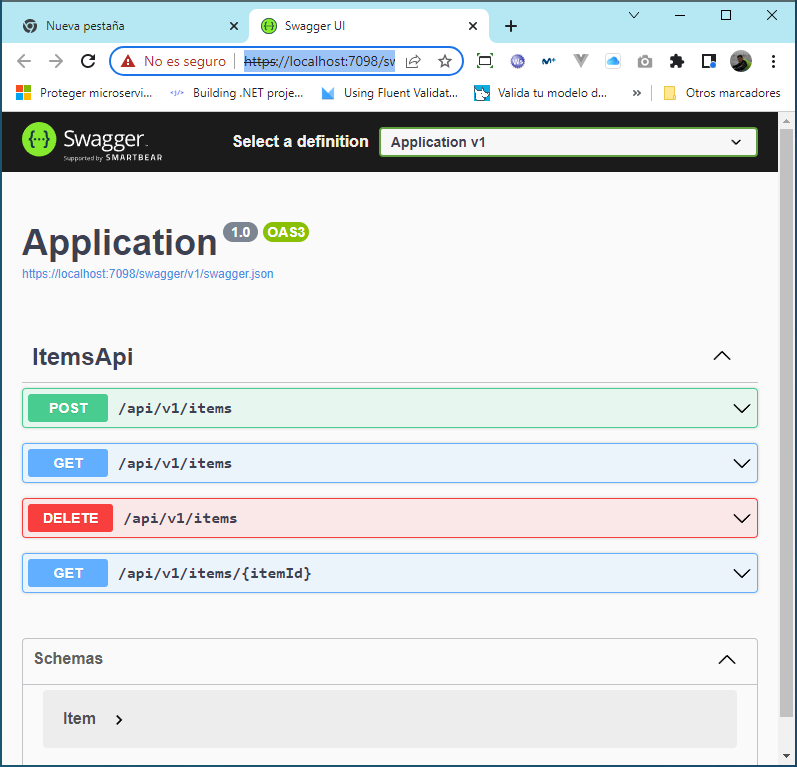 Nueva pestaña
Swagger UI
No es seguro
https://localhost:7098/sw
Proteger microservi...
Building .NET proje...
Using Fluent Validat...
Valida tu modelo d...
»
Otros marcadores
Swagger
Supported by SMARTBEAR
Select a definition
Application v1
Application 1.0 OAS3
https://localhost:7098/swagger/v1/swagger.json
ItemsApi
POST /api/v1/items
GET /api/v1/items
DELETE /api/v1/items
GET /api/v1/items/{itemId}
Schemas
Item